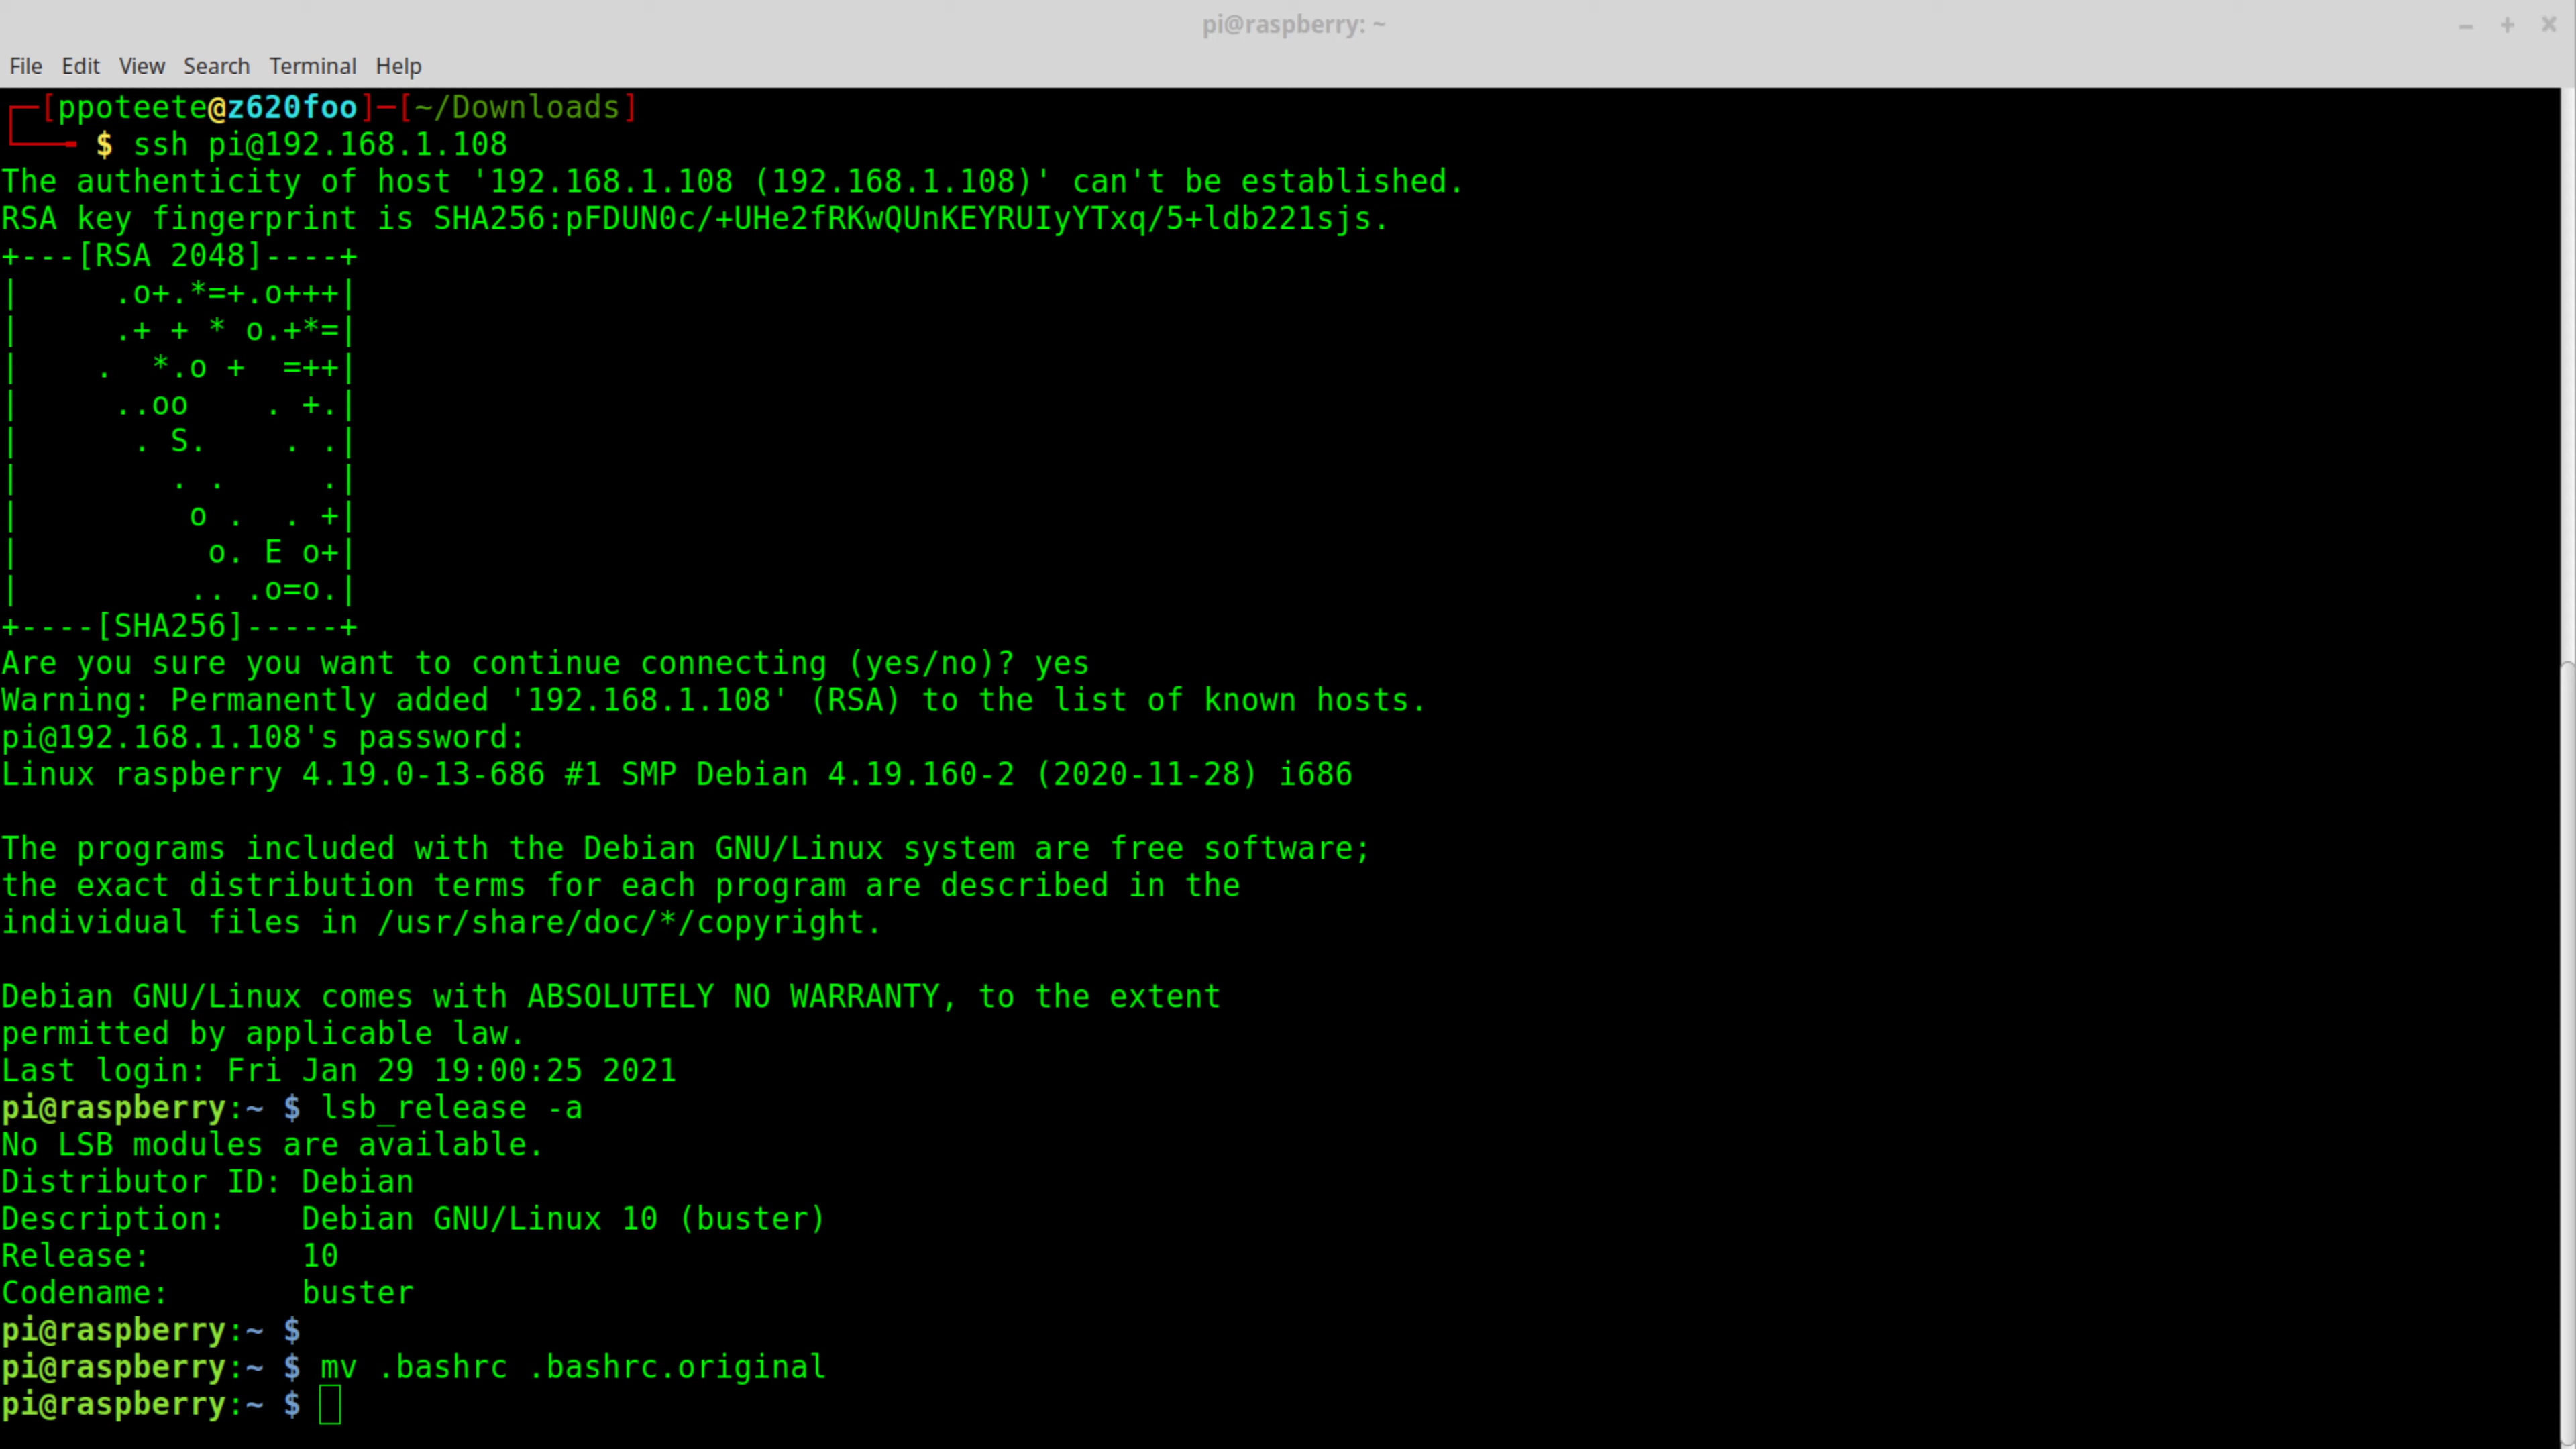 pi@raspberry: ~
File Edit View Search Terminal Help
┌─[ppoteete@z620foo]─[~/Downloads]
└──╼ $ ssh pi@192.168.1.108
The authenticity of host '192.168.1.108 (192.168.1.108)' can't be established.
RSA key fingerprint is SHA256:pFDUN0c/+UHe2fRKwQUnKEYRUIyYTxq/5+ldb221sjs.
+---[RSA 2048]----+
|     .o+.*=+.o+++|
|     .+ + * o.+*=|
|    .  *.o +  =++|
|     ..oo    . +.|
|      . S.    . .|
|        . .     .|
|         o .  . +|
|          o. E o+|
|         .. .o=o.|
+----[SHA256]-----+
Are you sure you want to continue connecting (yes/no)? yes
Warning: Permanently added '192.168.1.108' (RSA) to the list of known hosts.
pi@192.168.1.108's password:
Linux raspberry 4.19.0-13-686 #1 SMP Debian 4.19.160-2 (2020-11-28) i686
The programs included with the Debian GNU/Linux system are free software;
the exact distribution terms for each program are described in the
individual files in /usr/share/doc/*/copyright.
Debian GNU/Linux comes with ABSOLUTELY NO WARRANTY, to the extent
permitted by applicable law.
Last login: Fri Jan 29 19:00:25 2021
pi@raspberry:~ $ lsb_release -a
No LSB modules are available.
Distributor ID: Debian
Description:    Debian GNU/Linux 10 (buster)
Release:        10
Codename:       buster
pi@raspberry:~ $
pi@raspberry:~ $ mv .bashrc .bashrc.original
pi@raspberry:~ $